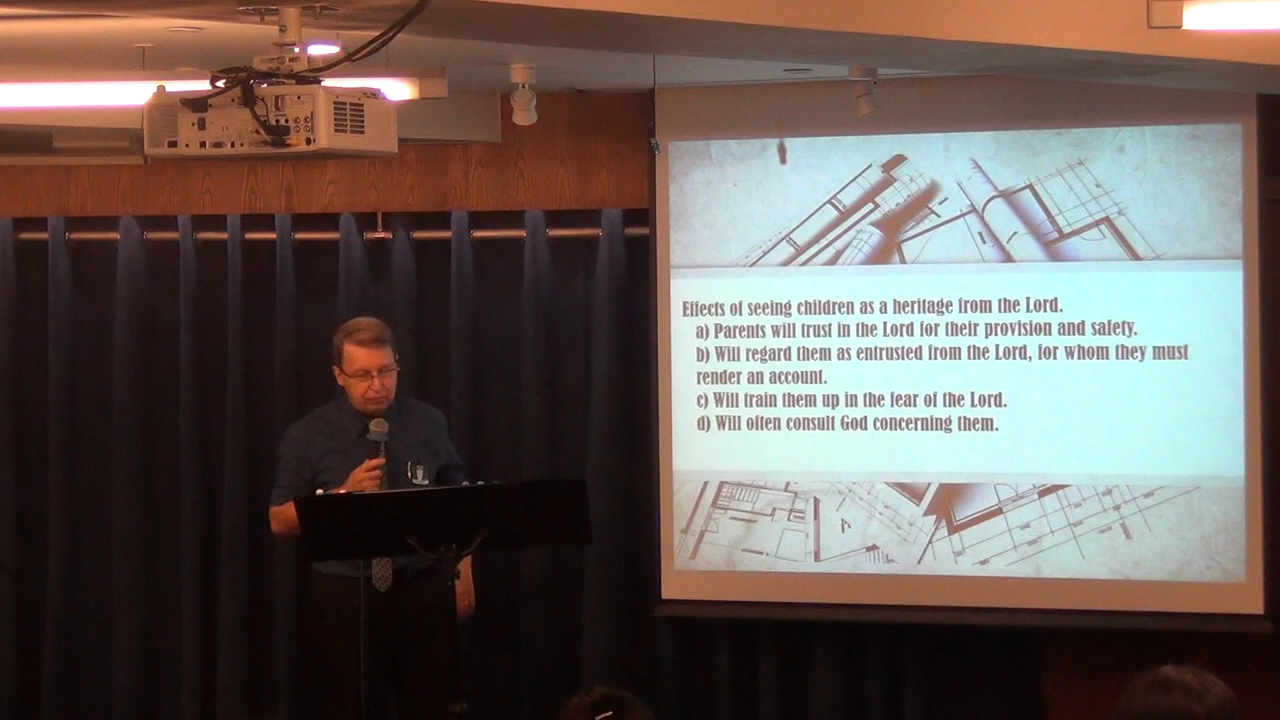 Effects of seeing children as a heritage from the Lord.
a) Parents will trust in the Lord for their provision and safety.
b) Will regard them as entrusted from the Lord, for whom they must
render an account.
c) Will train them up in the fear of the Lord.
d) Will often consult God concerning them.